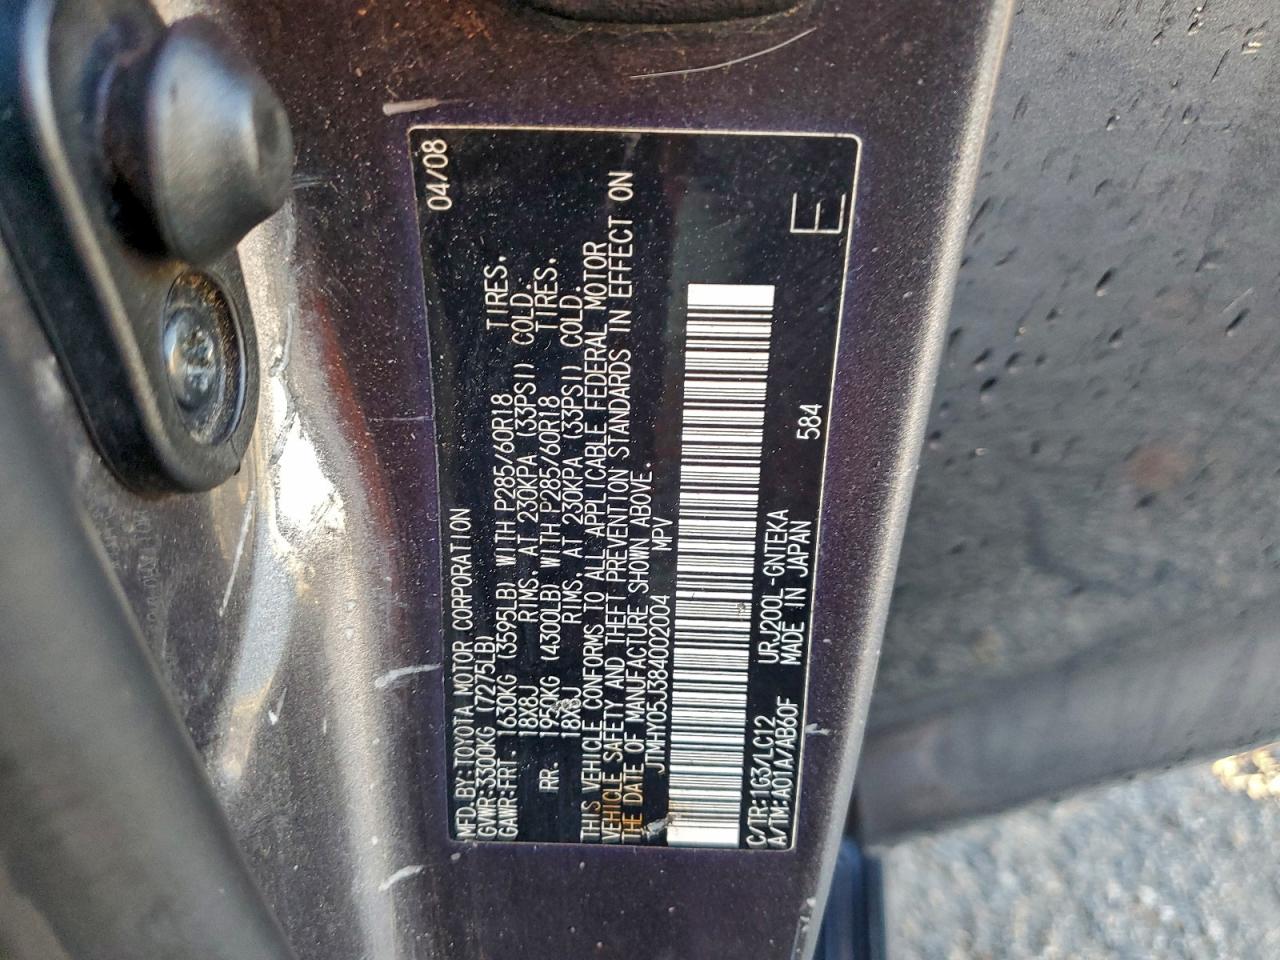 MFD.BY:TOYOTA MOTOR CORPORATION 04/08
GVWR:3300KG (7275LB)
GAWR:FRT. 1630KG (3595LB) WITH P285/60R18 TIRES,
18X8J RIMS, AT 230KPA (33PSI) COLD.
RR. 1950KG (4300LB) WITH P285/60R18 TIRES,
18X8J RIMS, AT 230KPA (33PSI) COLD.
THIS VEHICLE CONFORMS TO ALL APPLICABLE FEDERAL MOTOR
VEHICLE SAFETY AND THEFT PREVENTION STANDARDS IN EFFECT ON
THE DATE OF MANUFACTURE SHOWN ABOVE.
JTMHY05J384002004 MPV
C/TR:1G3/LC12 URJ200L-GNTEKA
A/TM:A01A/AB60F MADE IN JAPAN 584 E